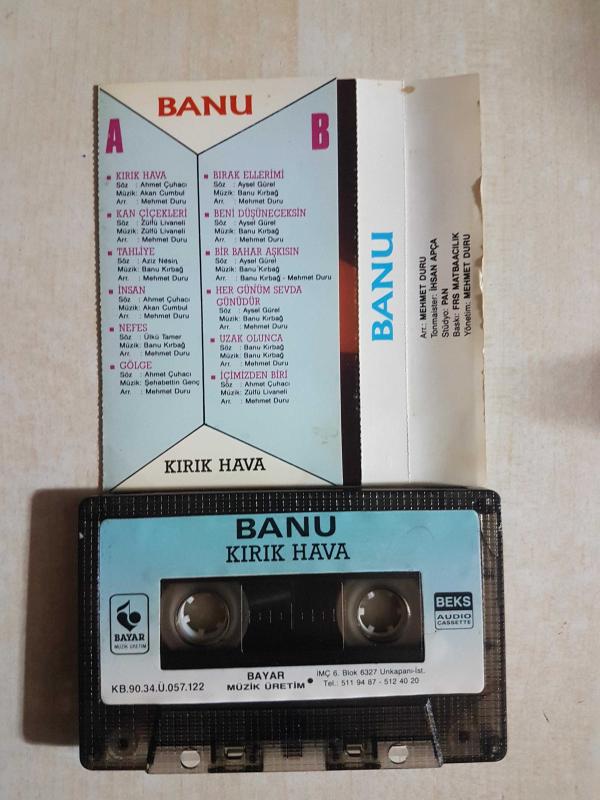 BANU
A
KIRIK HAVA
Söz : Ahmet Çuhacı
Müzik: Akan Cumbul
Arr. : Mehmet Duru
KAN ÇİÇEKLERİ
Söz : Zülfü Livaneli
Müzik: Zülfü Livaneli
Arr. : Mehmet Duru
TAHLİYE
Söz : Aziz Nesin
Müzik: Banu Kırbağ
Arr. : Mehmet Duru
İNSAN
Söz : Ahmet Çuhacı
Müzik: Akan Cumbul
Arr. : Mehmet Duru
NEFES
Söz : Ülkü Tamer
Müzik: Banu Kırbağ
Arr. : Mehmet Duru
GÖLGE
Söz : Ahmet Çuhacı
Müzik: Şehabettin Genç
Arr. : Mehmet Duru
B
BIRAK ELLERİMİ
Söz : Aysel Gürel
Müzik: Banu Kırbağ
Arr. : Mehmet Duru
BENİ DÜŞÜNECEKSİN
Söz : Aysel Gürel
Müzik: Banu Kırbağ
Arr. : Mehmet Duru
BİR BAHAR AŞKISIN
Söz : Aysel Gürel
Müzik: Banu Kırbağ
Arr. : Banu Kırbağ - Mehmet Duru
HER GÜNÜM SEVDA
GÜNÜDÜR
Söz : Aysel Gürel
Müzik: Banu Kırbağ
Arr. : Mehmet Duru
UZAK OLUNCA
Söz : Banu Kırbağ
Müzik: Banu Kırbağ
Arr. : Mehmet Duru
İÇİMİZDEN BİRİ
Söz : Ahmet Çuhacı
Müzik: Zülfü Livaneli
Arr. : Mehmet Duru
KIRIK HAVA
BANU
Arr.: MEHMET DURU
Tonmaister: İHSAN APÇA
Stüdyo: PAN
Baskı: FRS MATBAACILIK
Yönetim: MEHMET DURU
BANU
KIRIK HAVA
BAYAR
MÜZİK ÜRETİM
BEKS
AUDIO
CASSETTE
KB.90.34.Ü.057.122
BAYAR
MÜZİK ÜRETİM
İMÇ 6. Blok 6327 Unkapanı-İst.
Tel.: 511 94 87 - 512 40 20